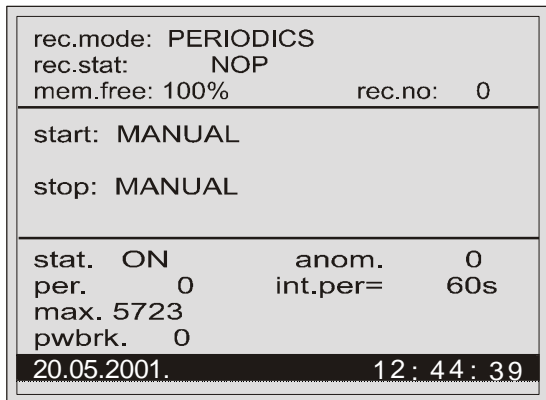 rec.mode: PERIODICS
rec.stat: NOP
mem.free: 100% rec.no: 0
start: MANUAL
stop: MANUAL
stat. ON anom. 0
per. 0 int.per= 60s
max. 5723
pwbrk. 0
20.05.2001. 12: 44: 39